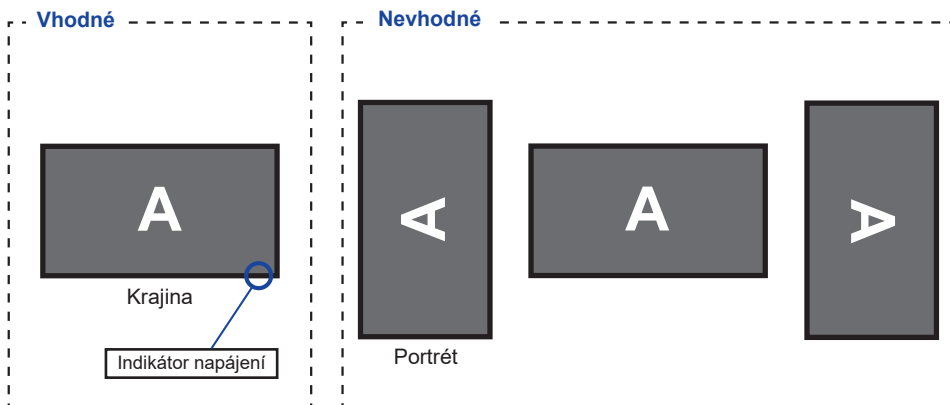 Vhodné
Nevhodné
A
A
A
A
Krajina
Portrét
Indikátor napájení